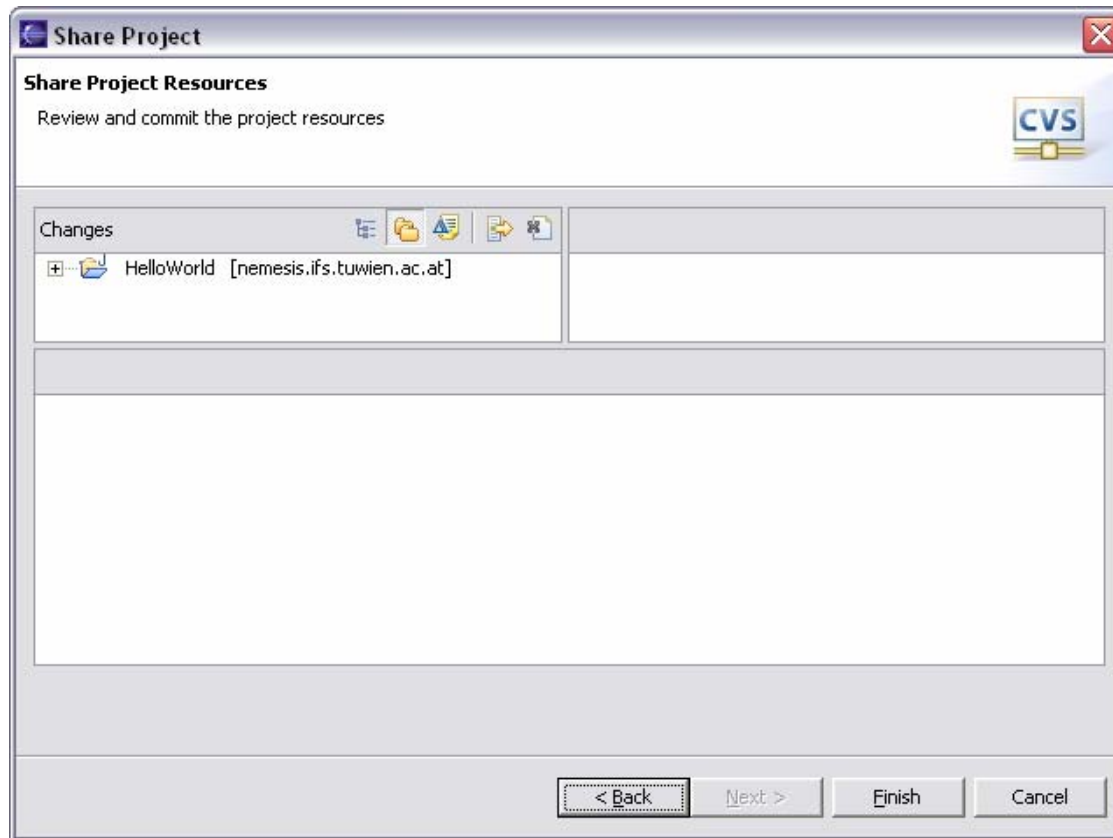 Share Project
Share Project Resources
Review and commit the project resources
CVS
Changes
HelloWorld [nemesis.ifs.tuwien.ac.at]
< Back Next > Finish Cancel